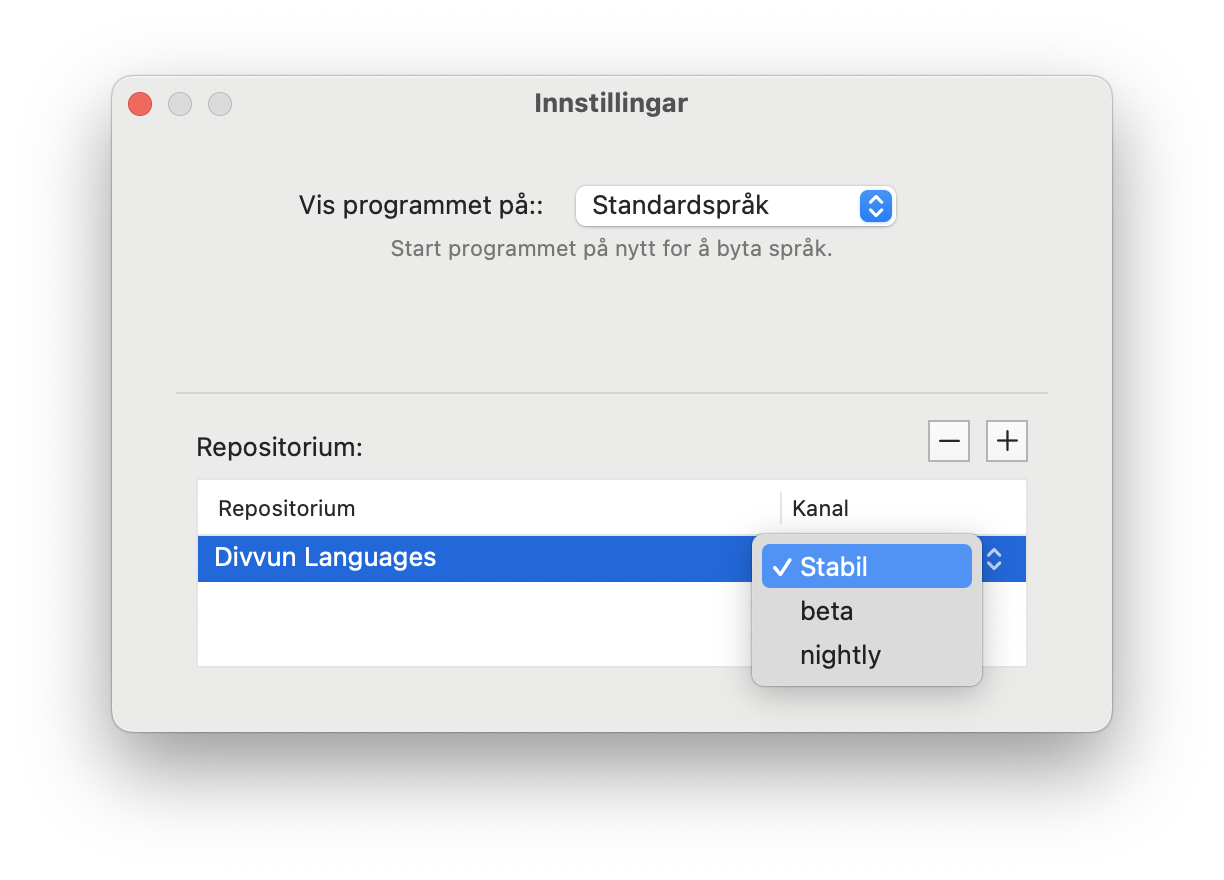 Innstillingar
Vis programmet på:: Standardspråk
Start programmet på nytt for å byta språk.
Repositorium:
Repositorium Kanal
Divvun Languages Stabil
beta
nightly